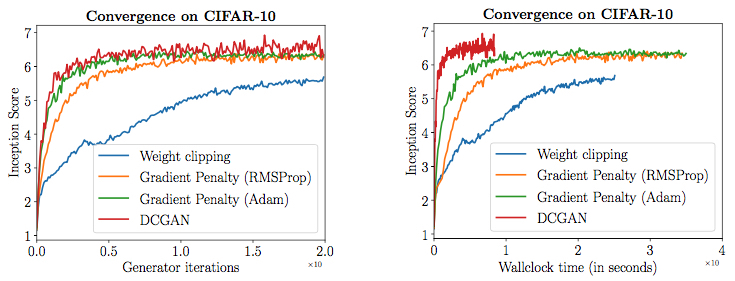 Convergence on CIFAR-10
7
6
5
4
3
2
1
Inception Score
Weight clipping
Gradient Penalty (RMSProp)
Gradient Penalty (Adam)
DCGAN
0.0 0.5 1.0 1.5 2.0
Generator iterations
×10
Convergence on CIFAR-10
7
6
5
4
3
2
1
Inception Score
Weight clipping
Gradient Penalty (RMSProp)
Gradient Penalty (Adam)
DCGAN
0 1 2 3 4
Wallclock time (in seconds)
×10